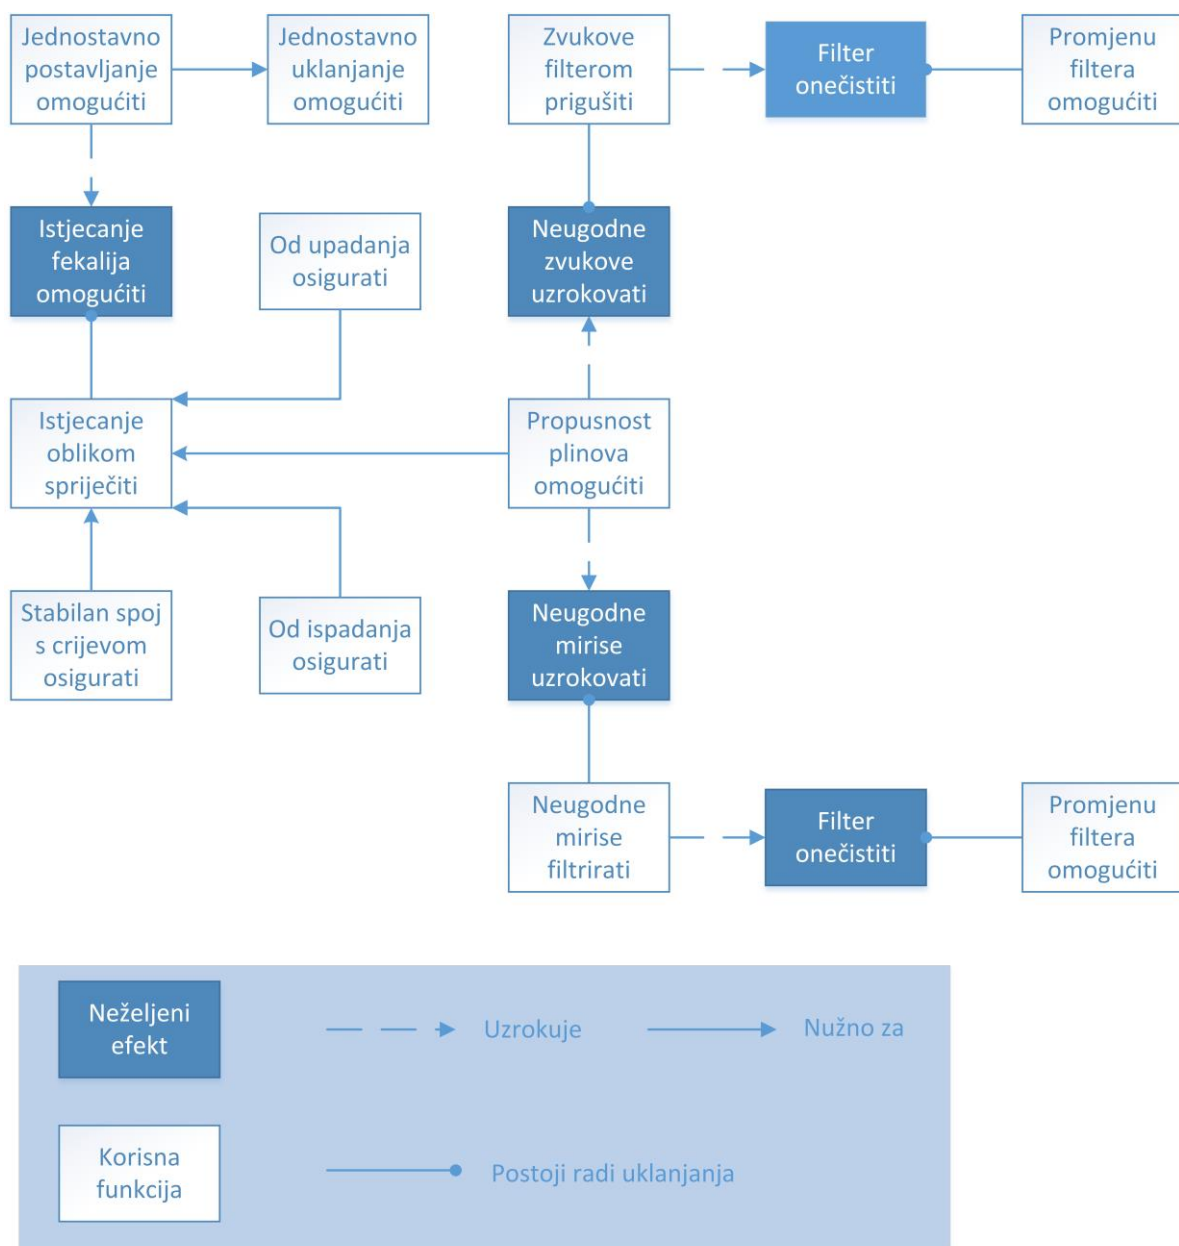 Jednostavno
postavljanje
omogućiti
Jednostavno
uklanjanje
omogućiti
Zvukove
filterom
prigušiti
Filter
onečistiti
Promjenu
filtera
omogućiti
Istjecanje
fekalija
omogućiti
Od upadanja
osigurati
Neugodne
zvukove
uzrokovati
Istjecanje
oblikom
spriječiti
Propusnost
plinova
omogućiti
Stabilan spoj
s crijevom
osigurati
Od ispadanja
osigurati
Neugodne
mirise
uzrokovati
Neugodne
mirise
filtrirati
Filter
onečistiti
Promjenu
filtera
omogućiti
Neželjeni
efekt
Uzrokuje
Nužno za
Korisna
funkcija
Postoji radi uklanjanja